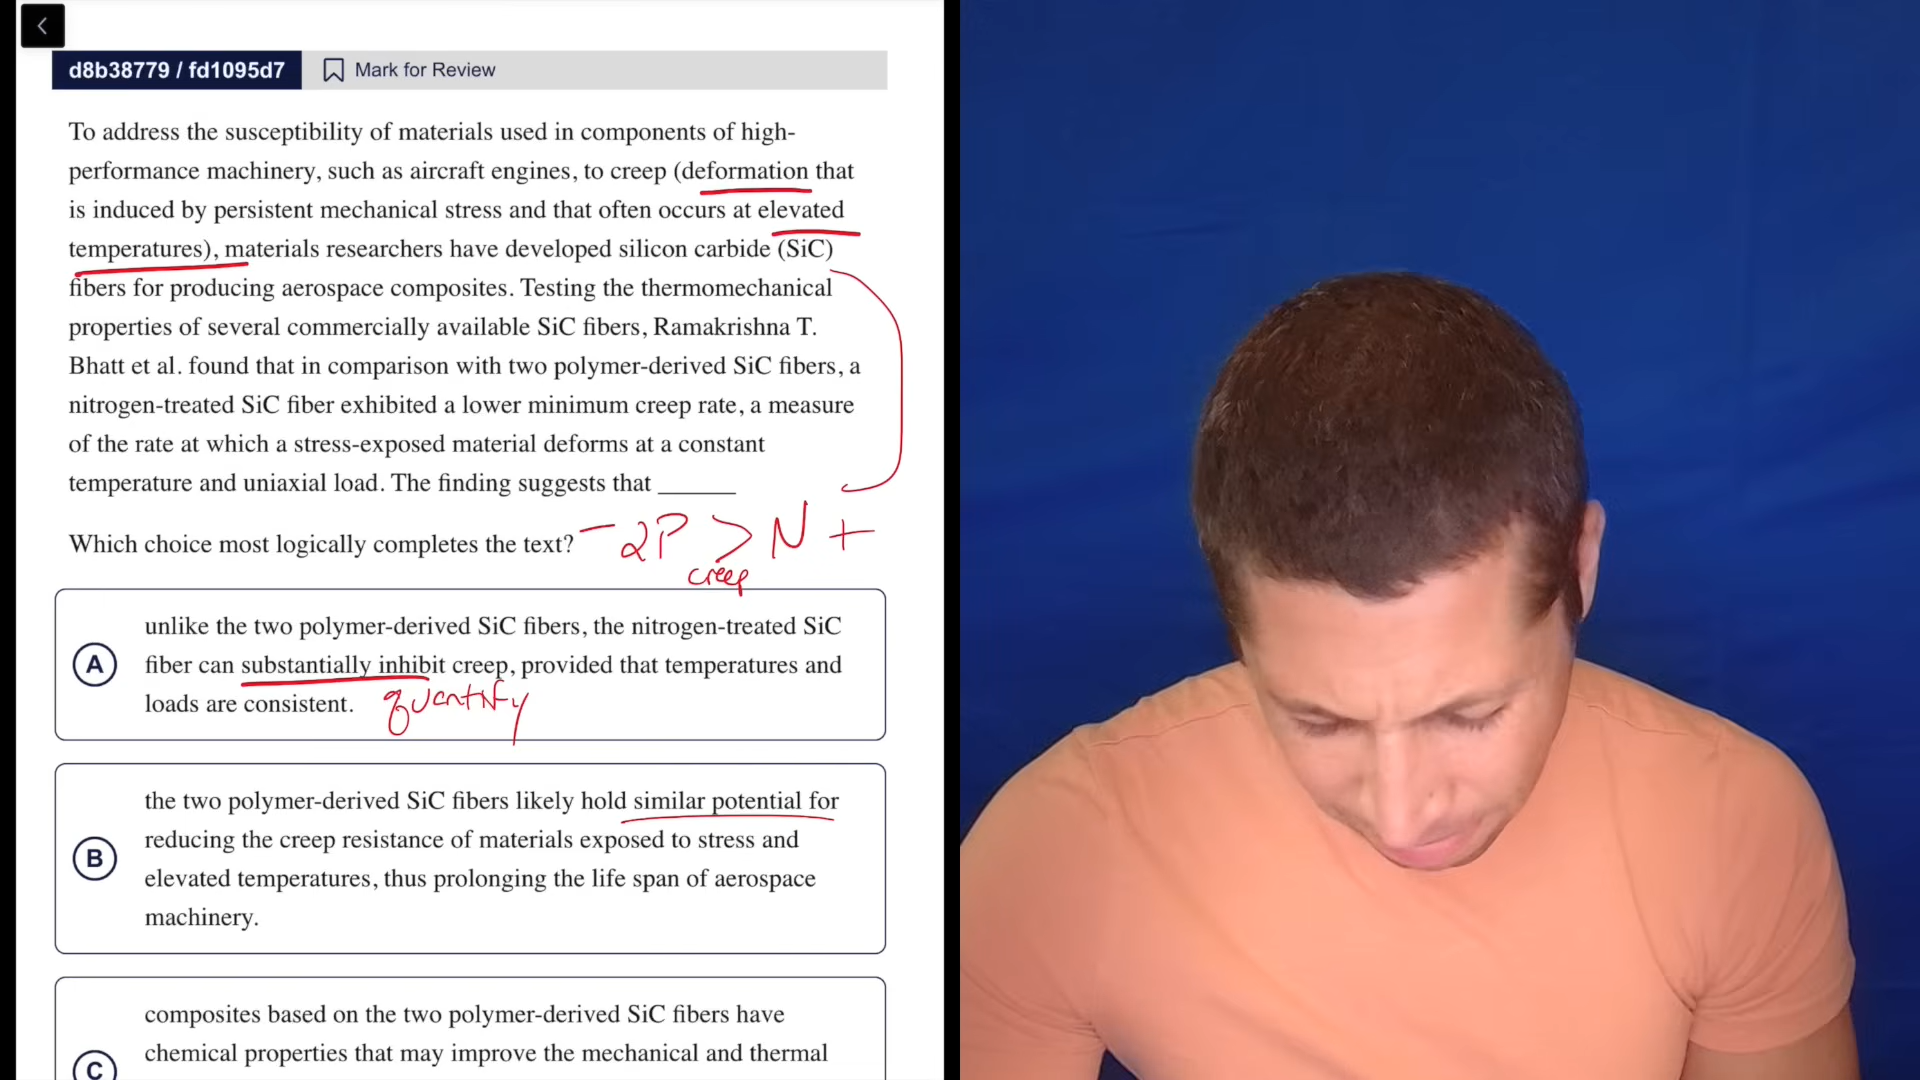 d8b38779 / fd1095d7 Mark for Review
To address the susceptibility of materials used in components of high-
performance machinery, such as aircraft engines, to creep (deformation that
is induced by persistent mechanical stress and that often occurs at elevated
temperatures), materials researchers have developed silicon carbide (SiC)
fibers for producing aerospace composites. Testing the thermomechanical
properties of several commercially available SiC fibers, Ramakrishna T.
Bhatt et al. found that in comparison with two polymer-derived SiC fibers, a
nitrogen-treated SiC fiber exhibited a lower minimum creep rate, a measure
of the rate at which a stress-exposed material deforms at a constant
temperature and uniaxial load. The finding suggests that ______
Which choice most logically completes the text?
- 2P > N +
creep
A
unlike the two polymer-derived SiC fibers, the nitrogen-treated SiC
fiber can substantially inhibit creep, provided that temperatures and
loads are consistent.
quantify
B
the two polymer-derived SiC fibers likely hold similar potential for
reducing the creep resistance of materials exposed to stress and
elevated temperatures, thus prolonging the life span of aerospace
machinery.
C
composites based on the two polymer-derived SiC fibers have
chemical properties that may improve the mechanical and thermal